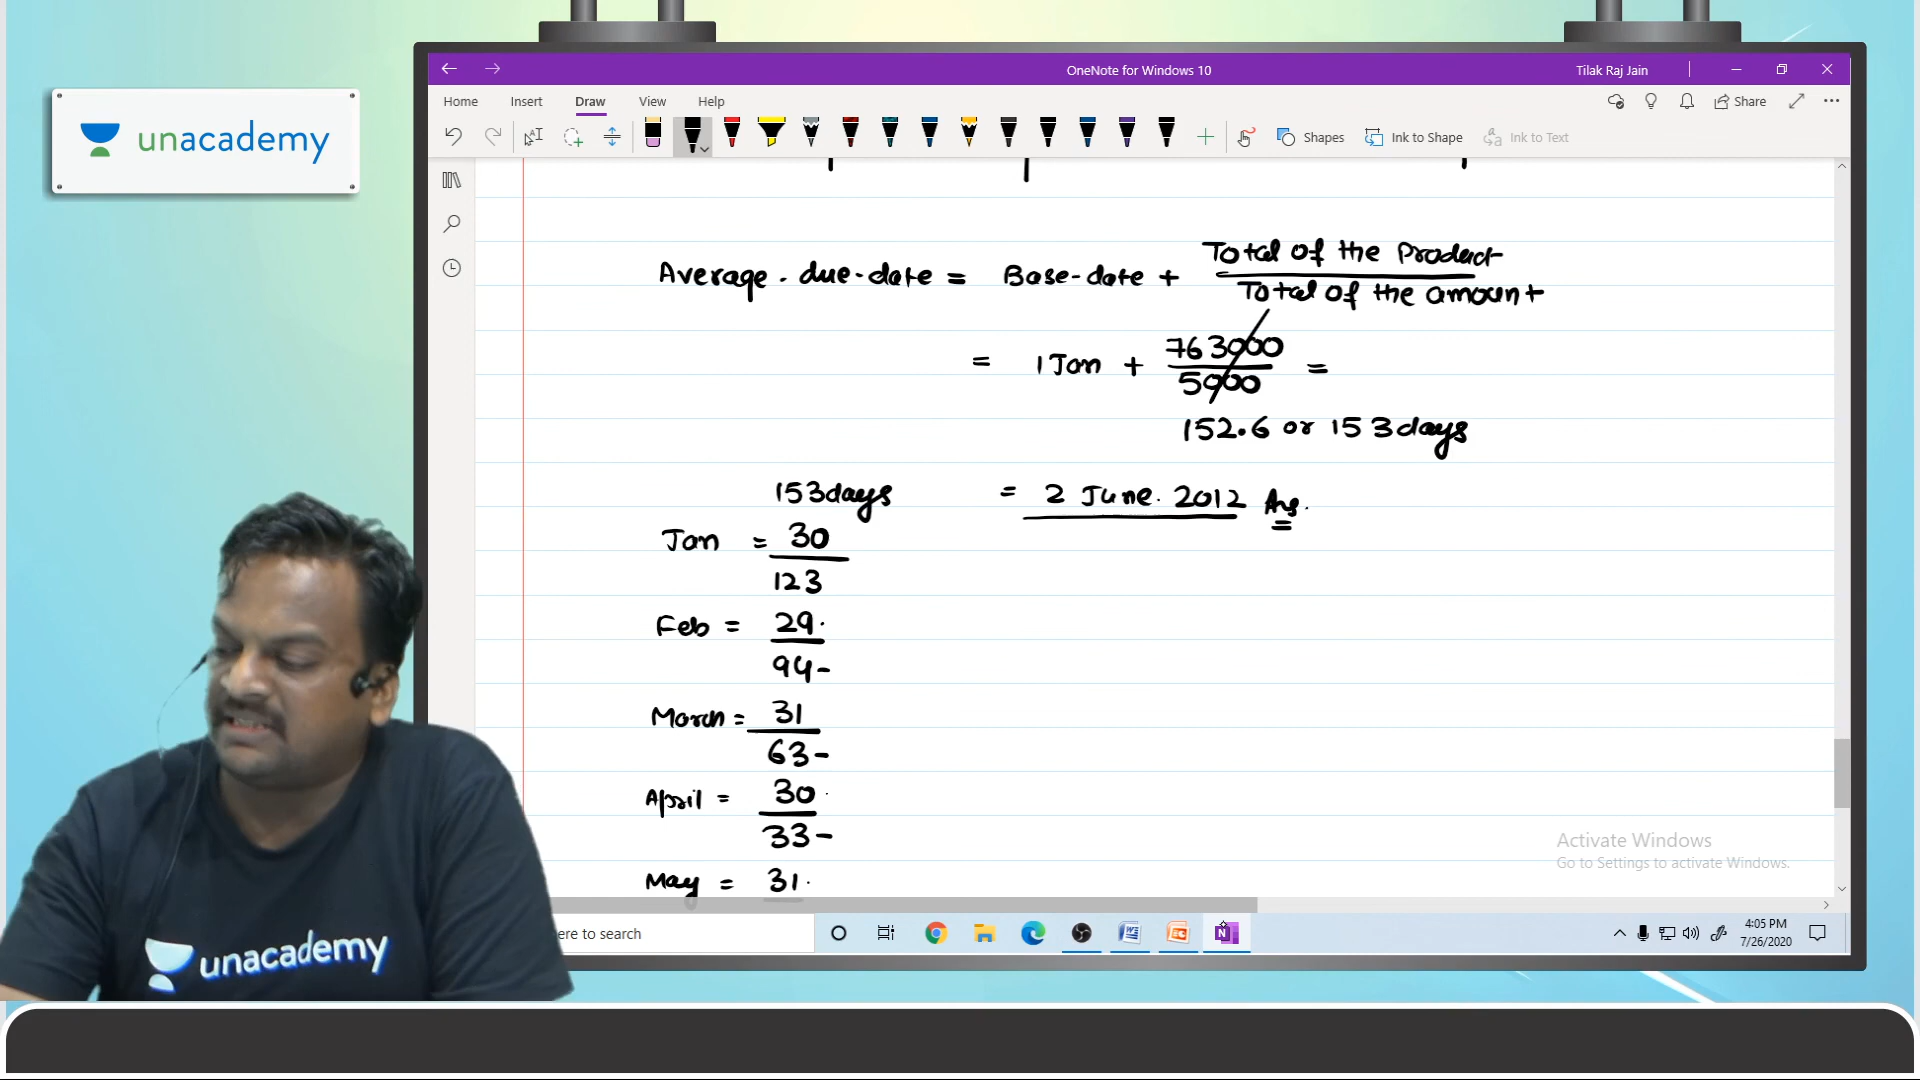 OneNote for Windows 10
Tilak Raj Jain
Home Insert Draw View Help
Share
Shapes Ink to Shape Ink to Text
unacademy
Average. due-date = Base-date + Total of the Product
Total of the amount
= 1 Jan + 763000 =
5000
152.6 or 153 days
153 days = 2 June. 2012 Ans.
Jan = 30
123
Feb = 29.
94-
March = 31
63-
April = 30
33-
May = 31.
Activate Windows
Go to Settings to activate Windows.
unacademy
ere to search
4:05 PM
7/26/2020